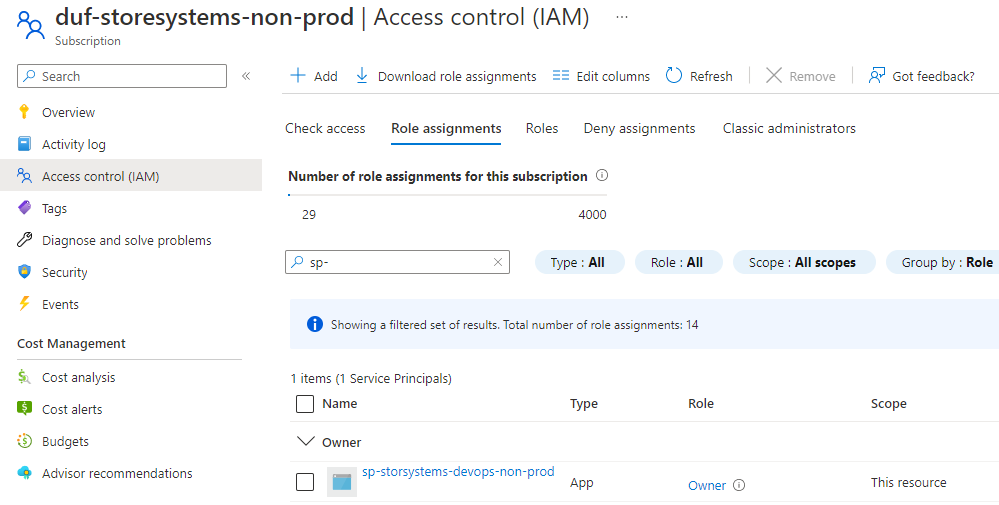 duf-storesystems-non-prod | Access control (IAM) ...
Subscription
Search «
Add Download role assignments Edit columns Refresh Remove Got feedback?
Overview
Activity log
Access control (IAM)
Tags
Diagnose and solve problems
Security
Events
Cost Management
Cost analysis
Cost alerts
Budgets
Advisor recommendations
Check access Role assignments Roles Deny assignments Classic administrators
Number of role assignments for this subscription
29 4000
sp- Type : All Role : All Scope : All scopes Group by : Role
Showing a filtered set of results. Total number of role assignments: 14
1 items (1 Service Principals)
Name Type Role Scope
Owner
sp-storsystems-devops-non-prod App Owner This resource